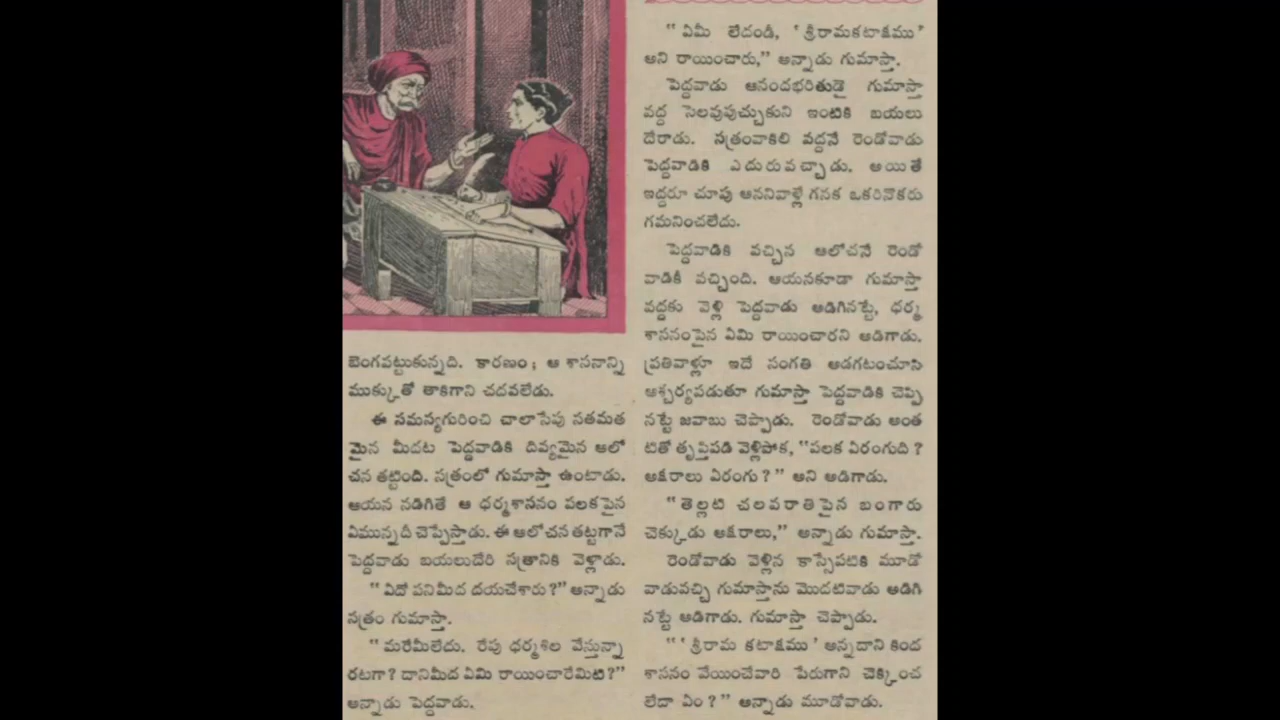 బెంగపట్టుకున్నది. కారణం; ఆ శాసనాన్ని
ముక్కుతో తాకిగాని చదవలేడు.
ఈ సమస్యగురించి చాలాసేపు సతమత
మైన మీదట పెద్దవాడికి దివ్యమైన ఆలో
చన తట్టింది. సత్రంలో గుమాస్తా ఉంటాడు.
ఆయన నడిగితే ఆ ధర్మశాసనం పలకపైన
ఏమున్నదీ చెప్పేస్తాడు. ఈ ఆలోచన తట్టగానే
పెద్దవాడు బయలుదేరి సత్రానికి వెళ్లాడు.
“ఏదో పనిమీద దయచేశారు?” అన్నాడు
సత్రం గుమాస్తా.
“మరేమీలేదు. రేపు ధర్మశిల వేస్తున్నా
రటగా? దానిమీద ఏమి రాయించారేమిటి?”
అన్నాడు పెద్దవాడు.
“ఏమీ లేదండీ, ‘శ్రీరామకటాక్షము’
అని రాయించారు,” అన్నాడు గుమాస్తా.
పెద్దవాడు ఆనందభరితుడై గుమాస్తా
వద్ద సెలవుపుచ్చుకుని ఇంటికి బయలు
దేరాడు. సత్రంవాకిలి వద్దనే రెండోవాడు
పెద్దవాడికి ఎదురువచ్చాడు. అయితే
ఇద్దరూ చూపు ఆననివాళ్లే గనక ఒకరినొకరు
గమనించలేదు.
పెద్దవాడికి వచ్చిన ఆలోచనే రెండో
వాడికీ వచ్చింది. ఆయనకూడా గుమాస్తా
వద్దకు వెళ్లి పెద్దవాడు అడిగినట్టే, ధర్మ
శాసనంపైన ఏమి రాయించారని అడిగాడు.
ప్రతివాళ్లూ ఇదే సంగతి అడగటంచూసి
ఆశ్చర్యపడుతూ గుమాస్తా పెద్దవాడికి చెప్పి
నట్టే జవాబు చెప్పాడు. రెండోవాడు అంత
టితో తృప్తిపడి వెళ్లిపోక, “పలక ఏరంగుది?
అక్షరాలు ఏరంగు?” అని అడిగాడు.
“తెల్లటి చలవరాతిపైన బంగారు
చెక్కుడు అక్షరాలు,” అన్నాడు గుమాస్తా.
రెండోవాడు వెళ్లిన కాస్సేపటికి మూడో
వాడువచ్చి గుమాస్తాను మొదటివాడు అడిగి
నట్టే అడిగాడు. గుమాస్తా చెప్పాడు.
“‘శ్రీరామ కటాక్షము’ అన్నదాని కింద
శాసనం వేయించేవారి పేరుగాని చెక్కించ
లేదా ఏం?” అన్నాడు మూడోవాడు.